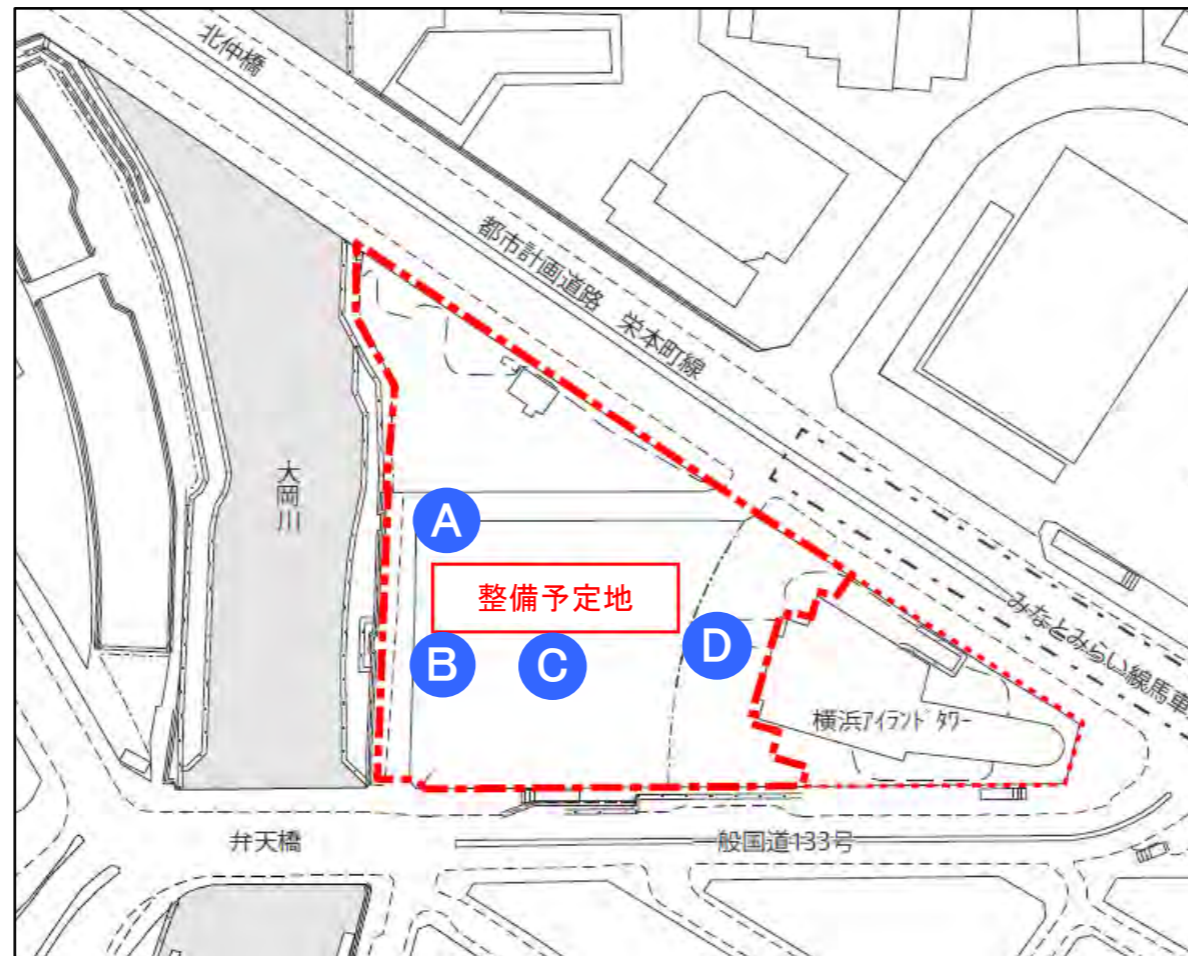 北仲橋
都市計画道路 栄本町線
大岡川
A
整備予定地
B
C
D
みなとみらい線馬車
横浜アイランドタワー
弁天橋
一般国道133号